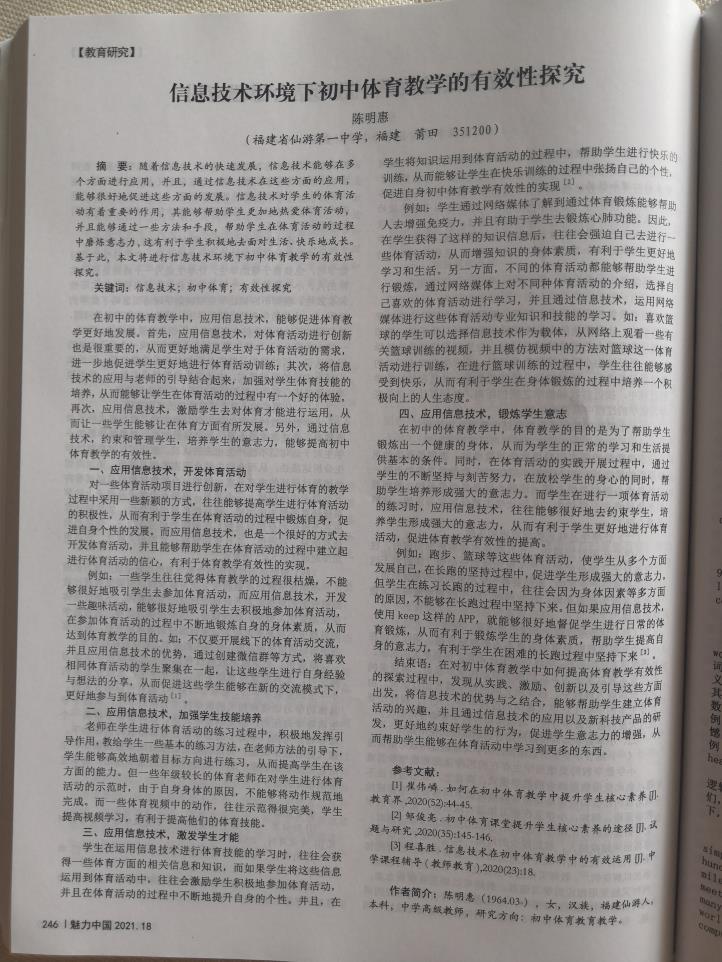 【教育研究】
信息技术环境下初中体育教学的有效性探究
陈明惠
（福建省仙游第一中学，福建 莆田 351200）
摘 要：随着信息技术的快速发展，信息技术能够在多
个方面进行应用，并且，通过信息技术在这些方面的应用，
能够很好地促进这些方面的发展。信息技术对学生的体育活
动有着重要的作用，其能够帮助学生更加地热爱体育活动，
并且能够通过一些方法和手段，帮助学生在体育活动的过程
中磨炼意志力，这有利于学生积极地去面对生活、快乐地成长。
基于此，本文将进行信息技术环境下初中体育教学的有效性
探究。
关键词：信息技术；初中体育；有效性探究
在初中的体育教学中，应用信息技术，能够促进体育教
学更好地发展。首先，应用信息技术，对体育活动进行创新
也是很重要的，从而更好地满足学生对于体育活动的需求，
进一步地促进学生更好地进行体育活动训练；其次，将信息
技术的应用与老师的引导结合起来，加强对学生体育技能的
培养，从而能够让学生在体育活动的过程中有一个好的体验。
再次，应用信息技术，激励学生去对体育才能进行运用，从
而让一些学生能够让在体育方面有所发展。另外，通过信息
技术，约束和管理学生，培养学生的意志力，能够提高初中
体育教学的有效性。
一、应用信息技术，开发体育活动
对一些体育活动项目进行创新，在对学生进行体育的教学
过程中采用一些新颖的方式，往往能够提高学生进行体育活动
的积极性，从而有利于学生在体育活动的过程中锻炼自身，促
进自身个性的发展。而应用信息技术，也是一个很好的方式去
开发体育活动，并且能够帮助学生在体育活动的过程中建立起
进行体育活动的信心，有利于体育教学有效性的实现。
例如：一些学生往往觉得体育教学的过程很枯燥，不能
够很好地吸引学生去参加体育活动，而应用信息技术，开发
一些趣味活动，能够很好地吸引学生去积极地参加体育活动，
在参加体育活动的过程中不断地锻炼自身的身体素质，从而
达到体育教学的目的。如：不仅要开展线下的体育活动交流，
并且应用信息技术的优势，通过创建微信群等方式，将喜欢
相同体育活动的学生聚集在一起，让这些学生进行自身经验
与想法的分享，从而促进这些学生能够在新的交流模式下，
更好地参与到体育活动[1]。
二、应用信息技术，加强学生技能培养
老师在学生进行体育活动的练习过程中，积极地发挥引
导作用，教给学生一些基本的练习方法，在老师方法的引导下，
学生能够高效地朝着目标方向进行练习，从而提高学生在该
方面的能力。但一些年级较长的体育老师在对学生进行体育
活动的示范时，由于自身身体的原因，不能够将动作规范地
完成。而一些体育视频中的动作，往往示范得很完美，学生
提高视频学习，有利于提高他们的体育技能。
三、应用信息技术，激发学生才能
学生在运用信息技术进行体育技能的学习时，往往会获
得一些体育方面的相关信息和知识，而如果学生将这些信息
运用到体育活动中，往往会激励学生积极地参加体育活动，
并且在体育活动的过程中不断地提升自身的个性。并且，在
学生将知识运用到体育活动的过程中，帮助学生进行快乐的
训练，从而能够让学生在快乐训练的过程中张扬自己的个性，
促进自身初中体育教学有效性的实现[2]。
例如：学生通过网络媒体了解到通过体育锻炼能够帮助
人去增强免疫力，并且有助于学生去锻炼心肺功能。因此，
在学生获得了这样的知识信息后，往往会强迫自己去进行一
些体育活动，从而增强知识的身体素质，有利于学生更好地
学习和生活。另一方面，不同的体育活动都能够帮助学生进
行锻炼，通过网络媒体上对不同种体育活动的介绍，选择自
己喜欢的体育活动进行学习，并且通过信息技术，运用网络
媒体进行这些体育活动专业知识和技能的学习。如：喜欢篮
球的学生可以选择信息技术作为载体，从网络上观看一些有
关篮球训练的视频，并且模仿视频中的方法对篮球这一体育
活动进行训练，在进行篮球训练的过程中，学生往往能够感
受到快乐，从而有利于学生在身体锻炼的过程中培养一个积
极向上的人生态度。
四、应用信息技术，锻炼学生意志
在初中的体育教学中，体育教学的目的是为了帮助学生
锻炼出一个健康的身体，从而为学生的正常的学习和生活提
供基本的条件。同时，在体育活动的实践开展过程中，通过
学生的不断坚持与刻苦努力，在放松学生的身心的同时，帮
助学生培养形成强大的意志力。而学生在进行一项体育活动
的练习时，应用信息技术，往往能够很好地去约束学生，培
养学生形成强大的意志力，从而有利于学生更好地进行体育
活动，促进体育教学有效性的提高。
例如：跑步、篮球等这些体育活动，使学生从多个方面
发展自己，在长跑的坚持过程中，促进学生形成强大的意志力，
但学生在练习长跑的过程中，往往会因为身体因素等多方面
的原因，不能够在长跑过程中坚持下来。但如果应用信息技术，
使用keep这样的APP，就能够很好地督促学生进行日常的体
育锻炼，从而有利于锻炼学生的身体素质，帮助学生提高自
身的意志力，有利于学生在困难的长跑过程中坚持下来[3]。
结束语：在对初中体育教学中如何提高体育教学有效性
的探索过程中，发现从实践、激励、创新以及引导这些方面
出发，将信息技术的优势与之结合，能够帮助学生建立体育
活动的兴趣，并且通过信息技术的应用以及新科技产品的研
发，更好地约束好学生的行为，促进学生意志力的增强，从
而帮助学生能够在体育活动中学习到更多的东西。
参考文献：
[1]崔伟嶙.如何在初中体育教学中提升学生核心素养[J].
教育界,2020(52):44-45.
[2]邹俊亮.初中体育课堂提升学生核心素养的途径[J].试
题与研究,2020(35):145-146.
[3]程喜胜.信息技术在初中体育教学中的有效运用[J].中
学课程辅导(教师教育),2020(23):18.
作者简介：陈明惠（1964.03-），女，汉族，福建仙游人，
本科，中学高级教师，研究方向：初中体育教育教学。
246 | 魅力中国 2021.18